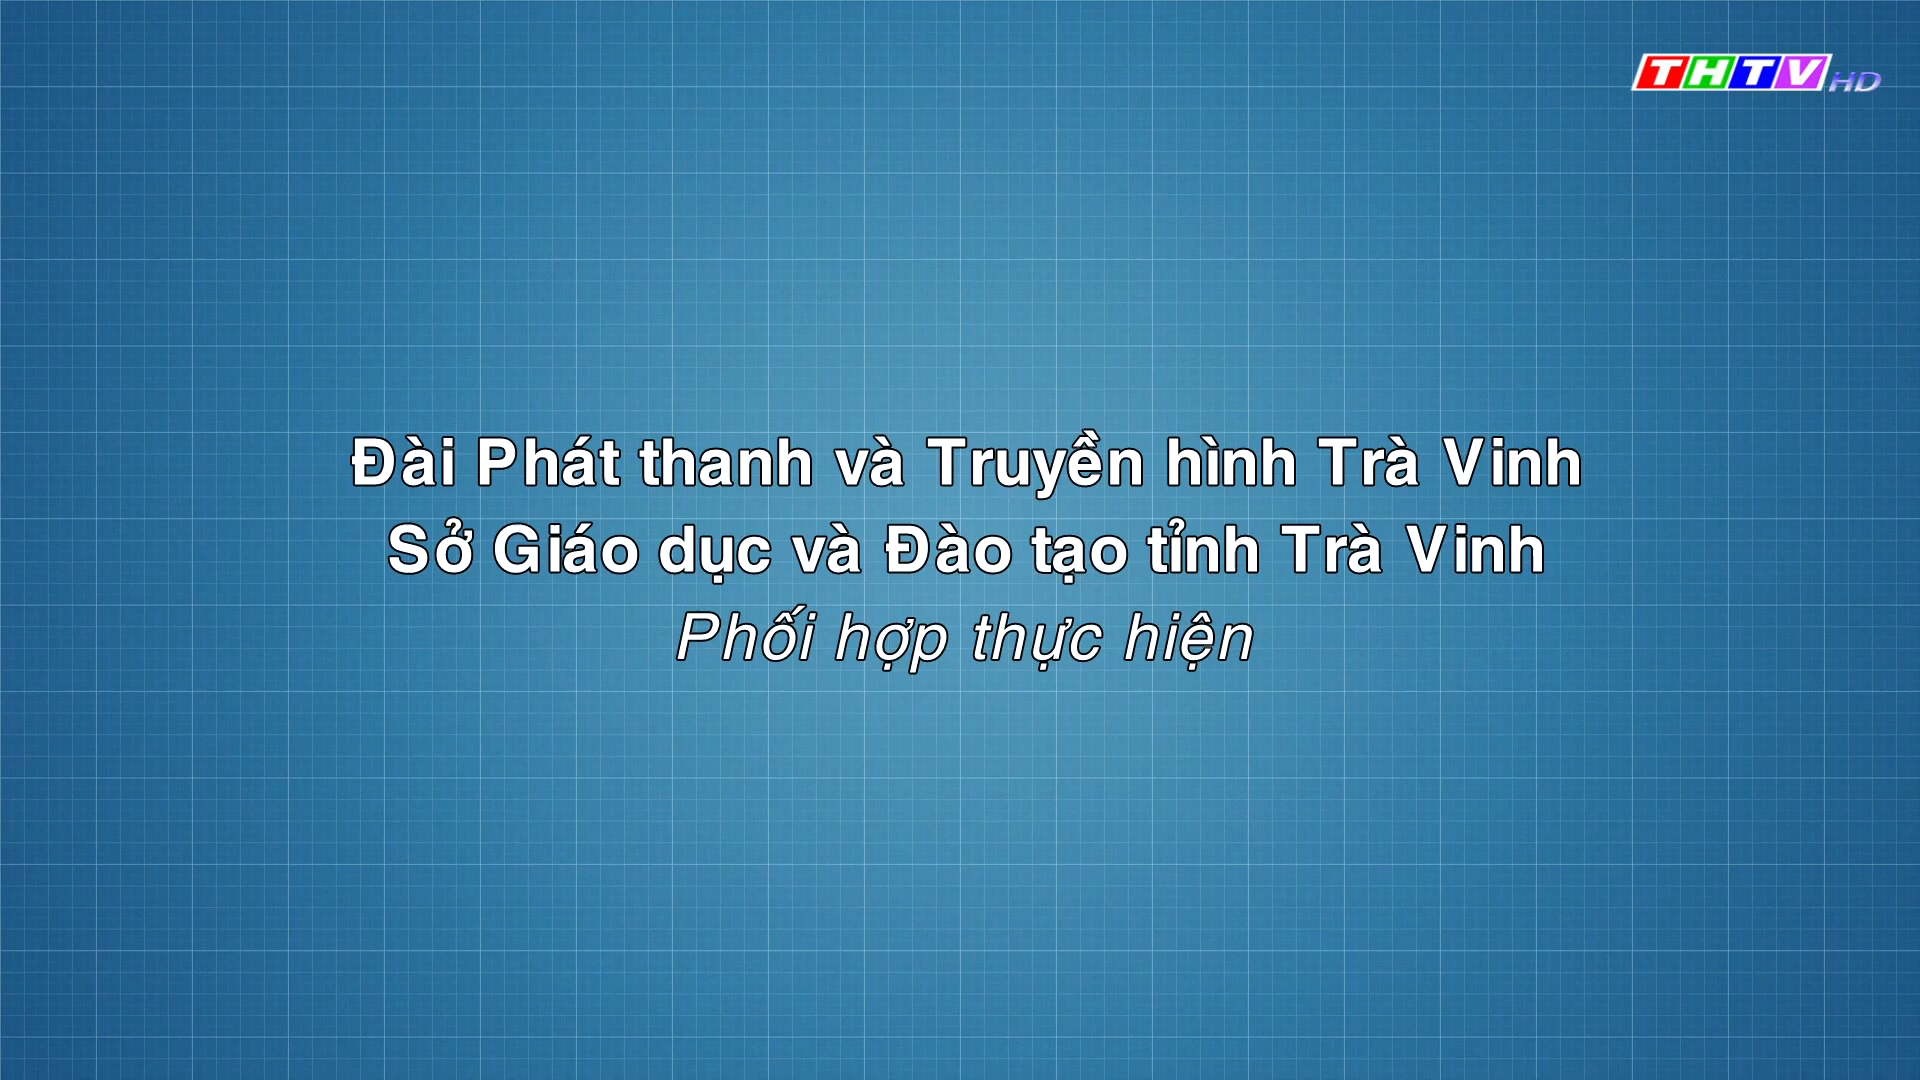 THTV HD
Đài Phát thanh và Truyền hình Trà Vinh
Sở Giáo dục và Đào tạo tỉnh Trà Vinh
Phối hợp thực hiện